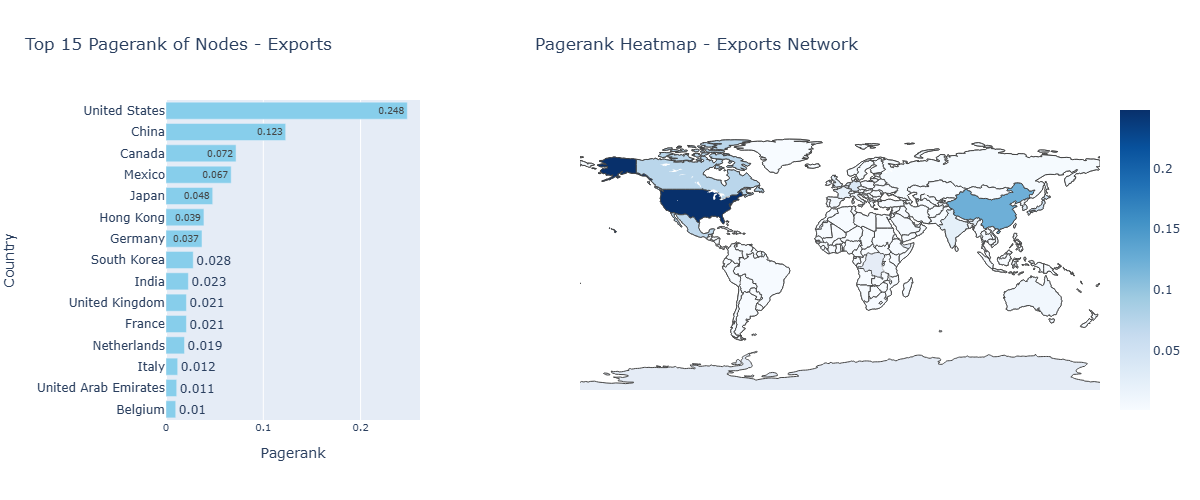 Top 15 Pagerank of Nodes - Exports
Country
United States 0.248
China 0.123
Canada 0.072
Mexico 0.067
Japan 0.048
Hong Kong 0.039
Germany 0.037
South Korea 0.028
India 0.023
United Kingdom 0.021
France 0.021
Netherlands 0.019
Italy 0.012
United Arab Emirates 0.011
Belgium 0.01
0 0.1 0.2
Pagerank
Pagerank Heatmap - Exports Network
0.2
0.15
0.1
0.05